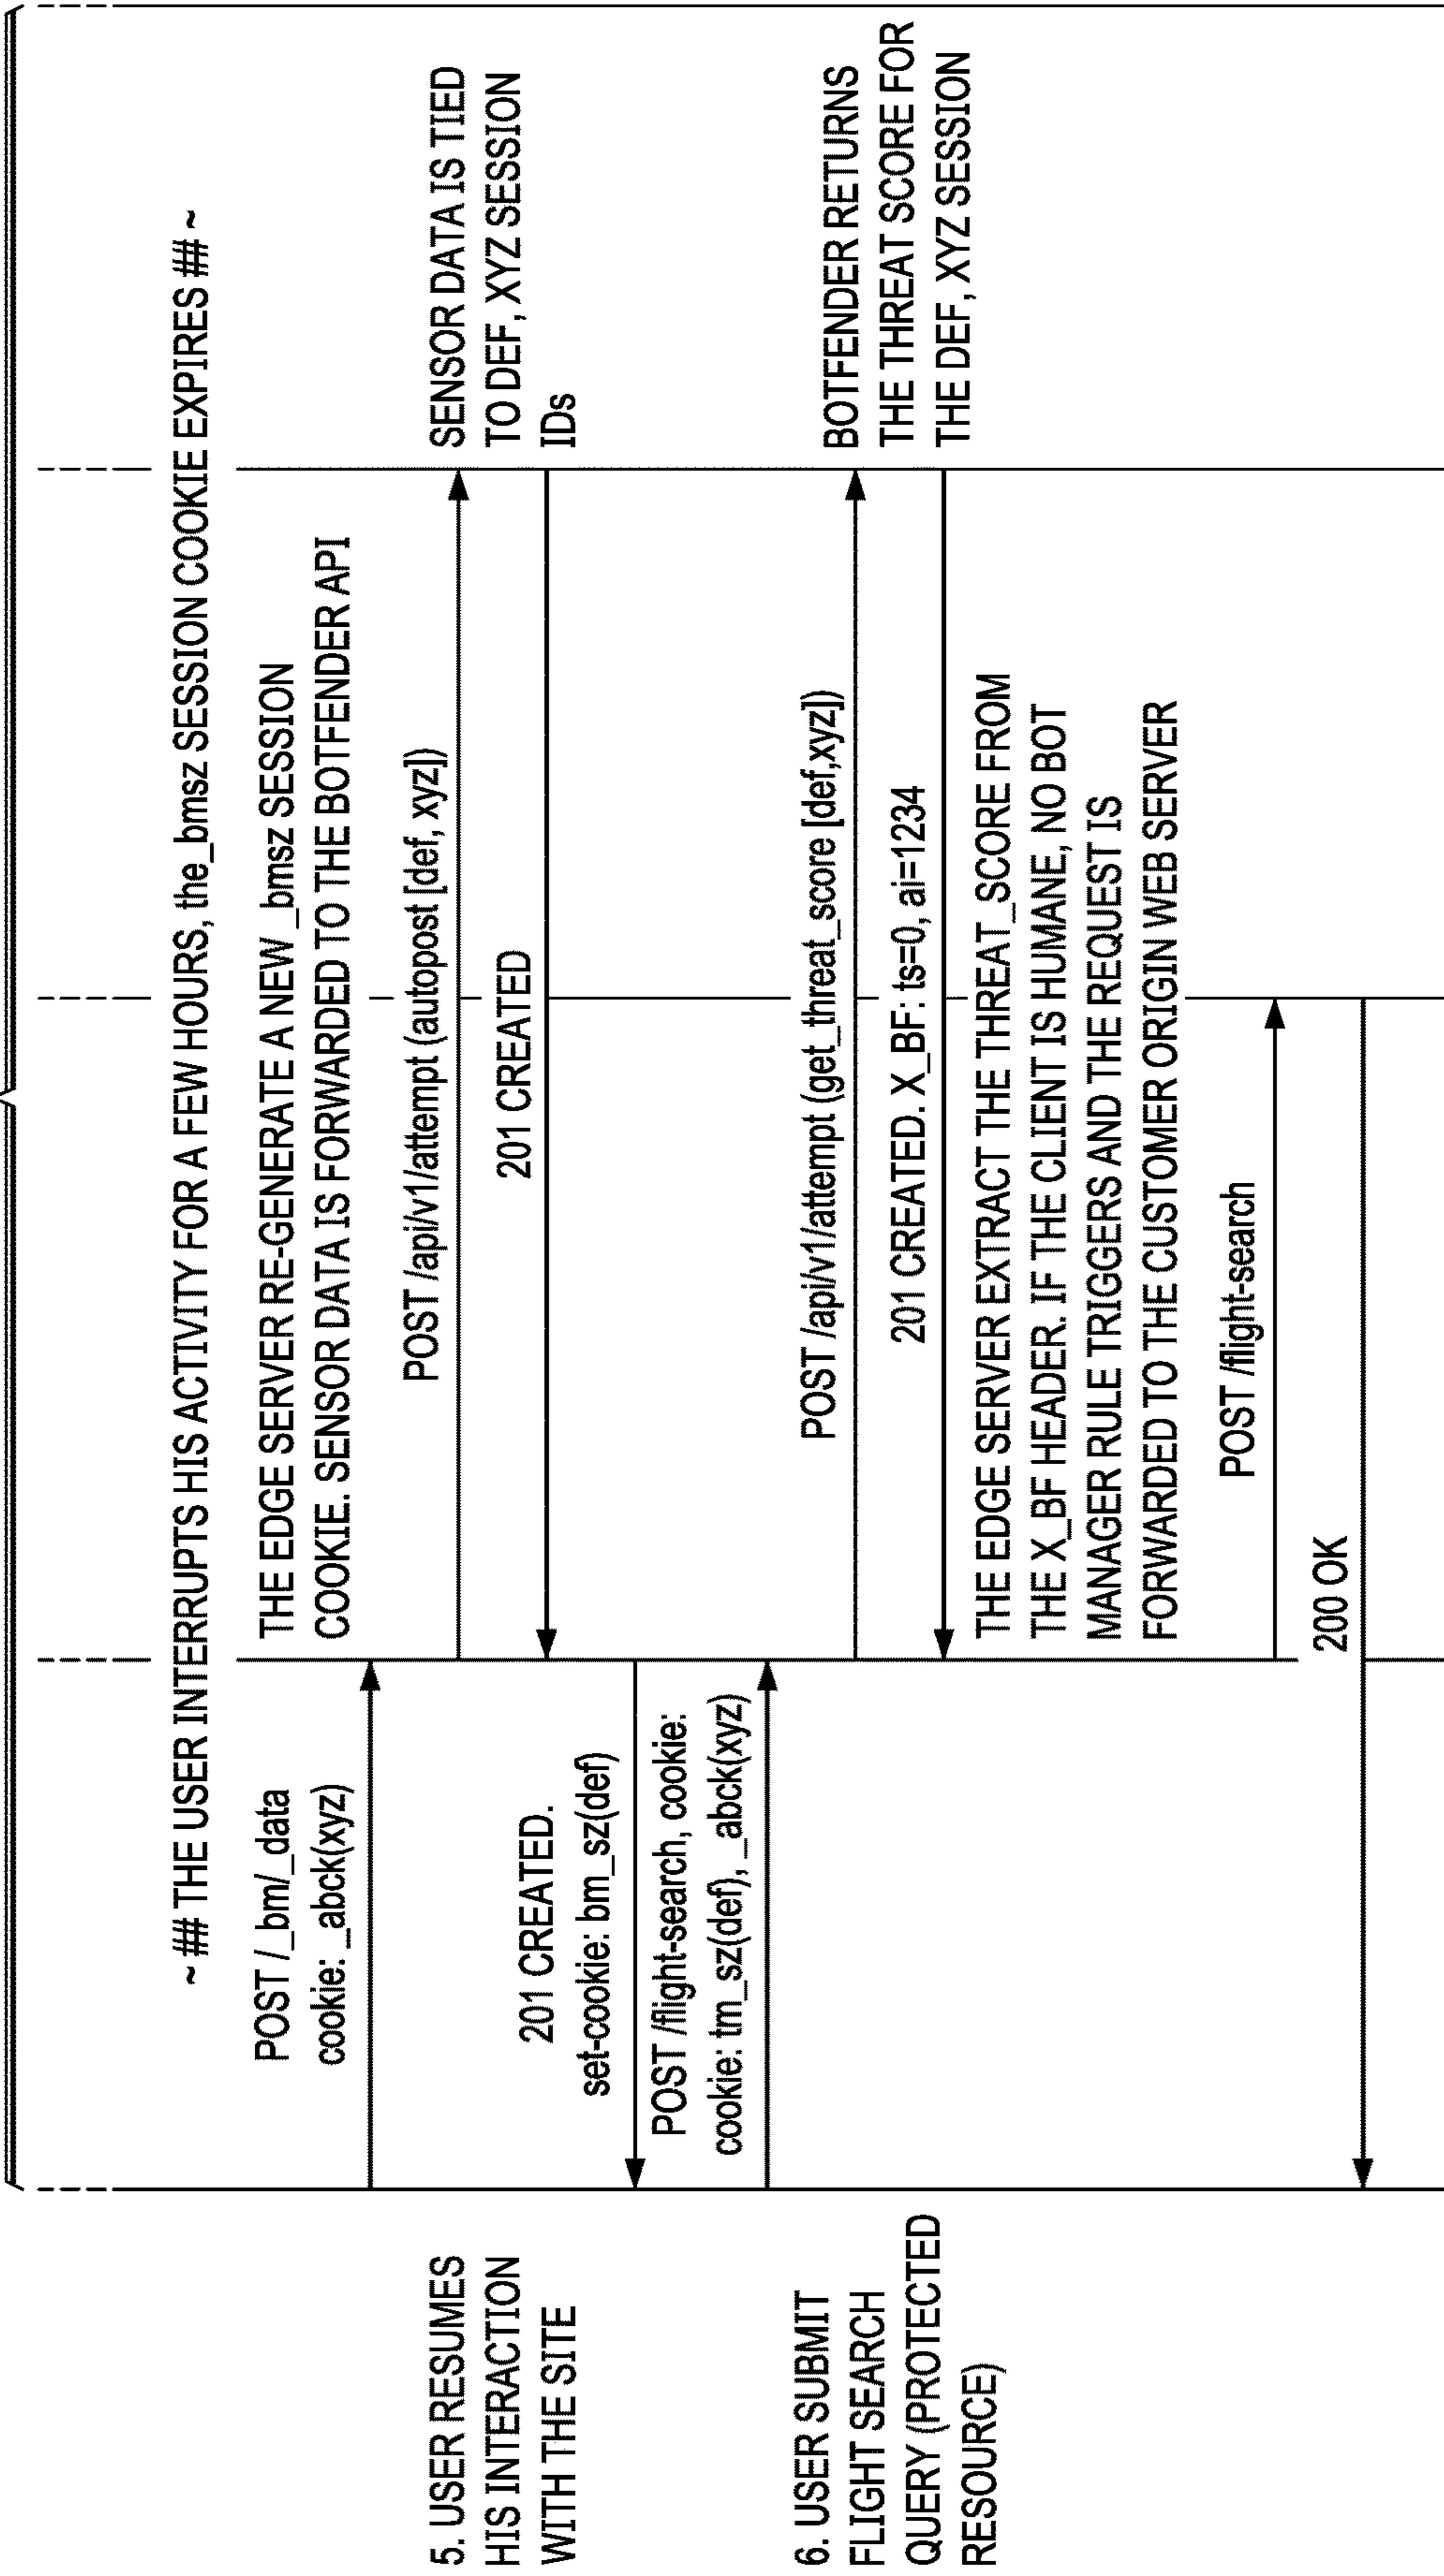 ~ ## THE USER INTERRUPTS HIS ACTIVITY FOR A FEW HOURS, the_bmsz SESSION COOKIE EXPIRES ## ~
5. USER RESUMES
HIS INTERACTION
WITH THE SITE
POST /_bm/_data
cookie: _abck(xyz)
THE EDGE SERVER RE-GENERATE A NEW _bmsz SESSION
COOKIE. SENSOR DATA IS FORWARDED TO THE BOTFENDER API
POST /api/v1/attempt (autopost [def, xyz])
SENSOR DATA IS TIED
TO DEF, XYZ SESSION
IDs
201 CREATED
201 CREATED.
set-cookie: bm_sz(def)
6. USER SUBMIT
FLIGHT SEARCH
QUERY (PROTECTED
RESOURCE)
POST /flight-search, cookie:
cookie: tm_sz(def), _abck(xyz)
POST /api/v1/attempt (get_threat_score [def,xyz])
BOTFENDER RETURNS
THE THREAT SCORE FOR
THE DEF, XYZ SESSION
201 CREATED. X_BF: ts=0, ai=1234
THE EDGE SERVER EXTRACT THE THREAT_SCORE FROM
THE X_BF HEADER. IF THE CLIENT IS HUMANE, NO BOT
MANAGER RULE TRIGGERS AND THE REQUEST IS
FORWARDED TO THE CUSTOMER ORIGIN WEB SERVER
POST /flight-search
200 OK